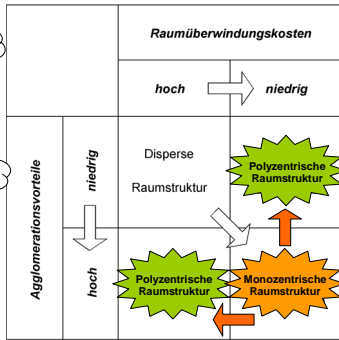 Raumüberwindungskosten
hoch
niedrig
Agglomerationsvorteile
niedrig
Disperse
Raumstruktur
Polyzentrische
Raumstruktur
hoch
Polyzentrische
Raumstruktur
Monozentrische
Raumstruktur